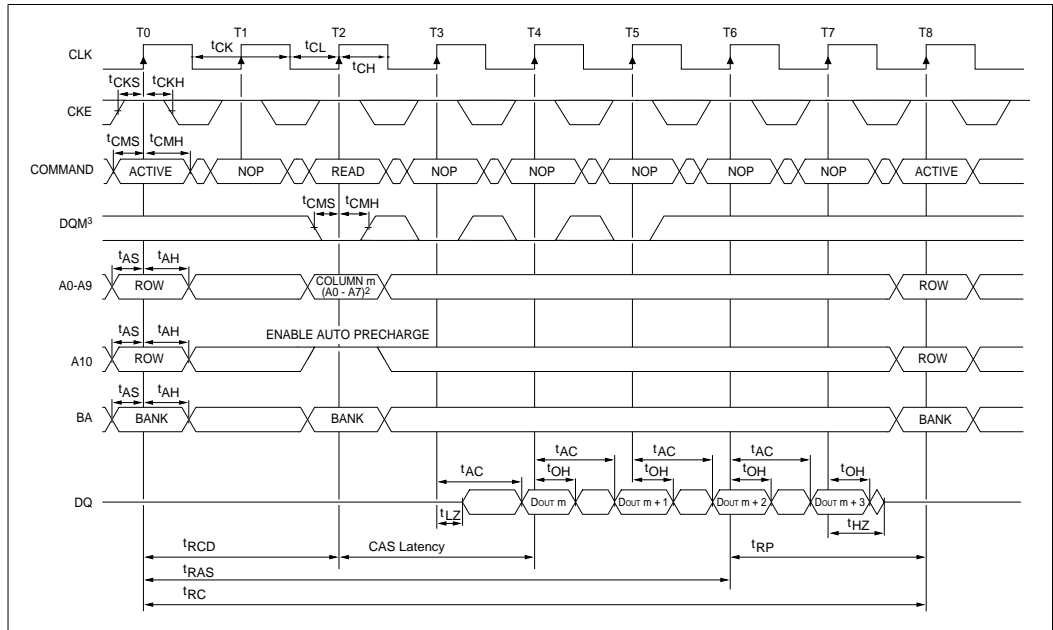 T0 T1 T2 T3 T4 T5 T6 T7 T8
CLK
tCK tCL
tCH
tCKS tCKH
CKE
tCMS tCMH
COMMAND ACTIVE NOP READ NOP NOP NOP NOP NOP ACTIVE
tCMS tCMH
DQM3
tAS tAH
A0-A9 ROW COLUMN m (A0 - A7)2 ROW
ENABLE AUTO PRECHARGE
tAS tAH
A10 ROW ROW
tAS tAH
BA BANK BANK BANK
tAC tAC tAC
tAC tOH tOH tOH tOH
DQ DOUT m DOUT m + 1 DOUT m + 2 DOUT m + 3
tLZ tHZ
tRCD CAS Latency tRP
tRAS
tRC